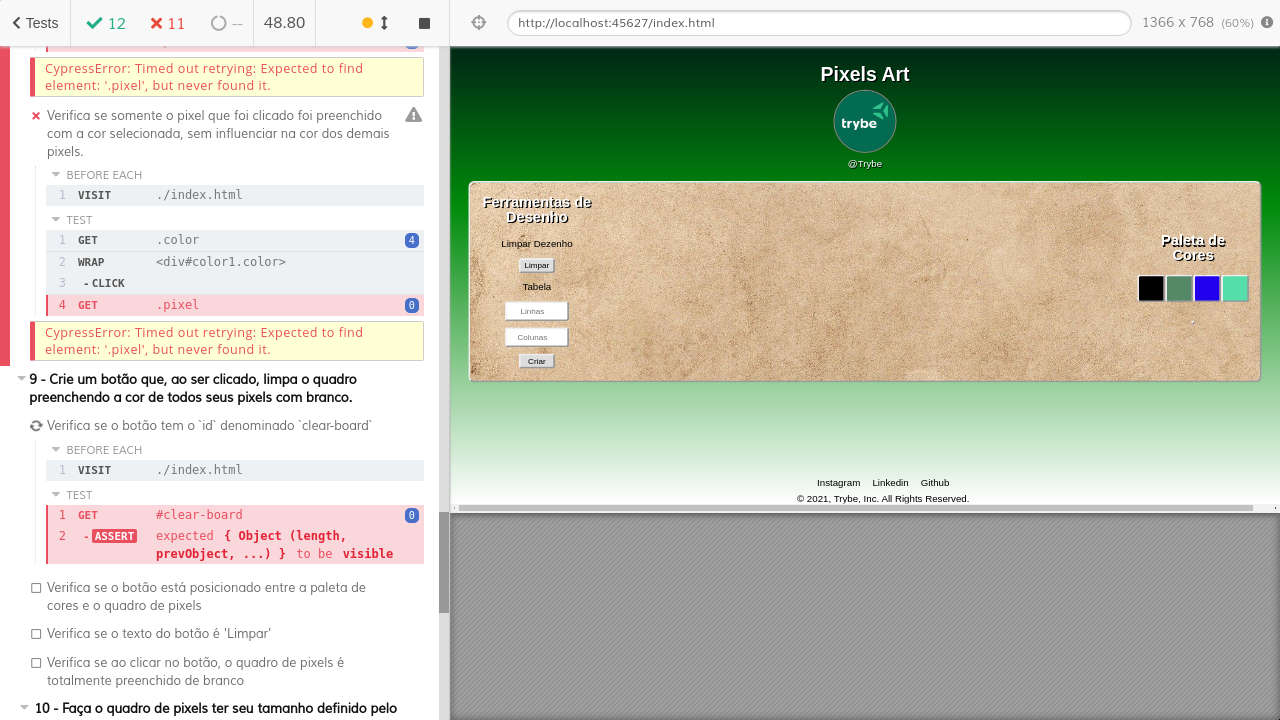 Tests
12
11
--
48.80
http://localhost:45627/index.html
1366 x 768 (60%)
CypressError: Timed out retrying: Expected to find
element: '.pixel', but never found it.
Verifica se somente o pixel que foi clicado foi preenchido
com a cor selecionada, sem influenciar na cor dos demais
pixels.
BEFORE EACH
1 VISIT ./index.html
TEST
1 GET .color 4
2 WRAP <div#color1.color>
3 - CLICK
4 GET .pixel 0
CypressError: Timed out retrying: Expected to find
element: '.pixel', but never found it.
9 - Crie um botão que, ao ser clicado, limpa o quadro
preenchendo a cor de todos seus pixels com branco.
Verifica se o botão tem o `id` denominado `clear-board`
BEFORE EACH
1 VISIT ./index.html
TEST
1 GET #clear-board 0
2 - ASSERT expected { Object (length,
prevObject, ...) } to be visible
Verifica se o botão está posicionado entre a paleta de
cores e o quadro de pixels
Verifica se o texto do botão é 'Limpar'
Verifica se ao clicar no botão, o quadro de pixels é
totalmente preenchido de branco
10 - Faça o quadro de pixels ter seu tamanho definido pelo
Pixels Art
trybe
@Trybe
Ferramentas de
Desenho
Limpar Dezenho
Limpar
Tabela
Linhas
Colunas
Criar
Paleta de
Cores
Instagram Linkedin Github
© 2021, Trybe, Inc. All Rights Reserved.